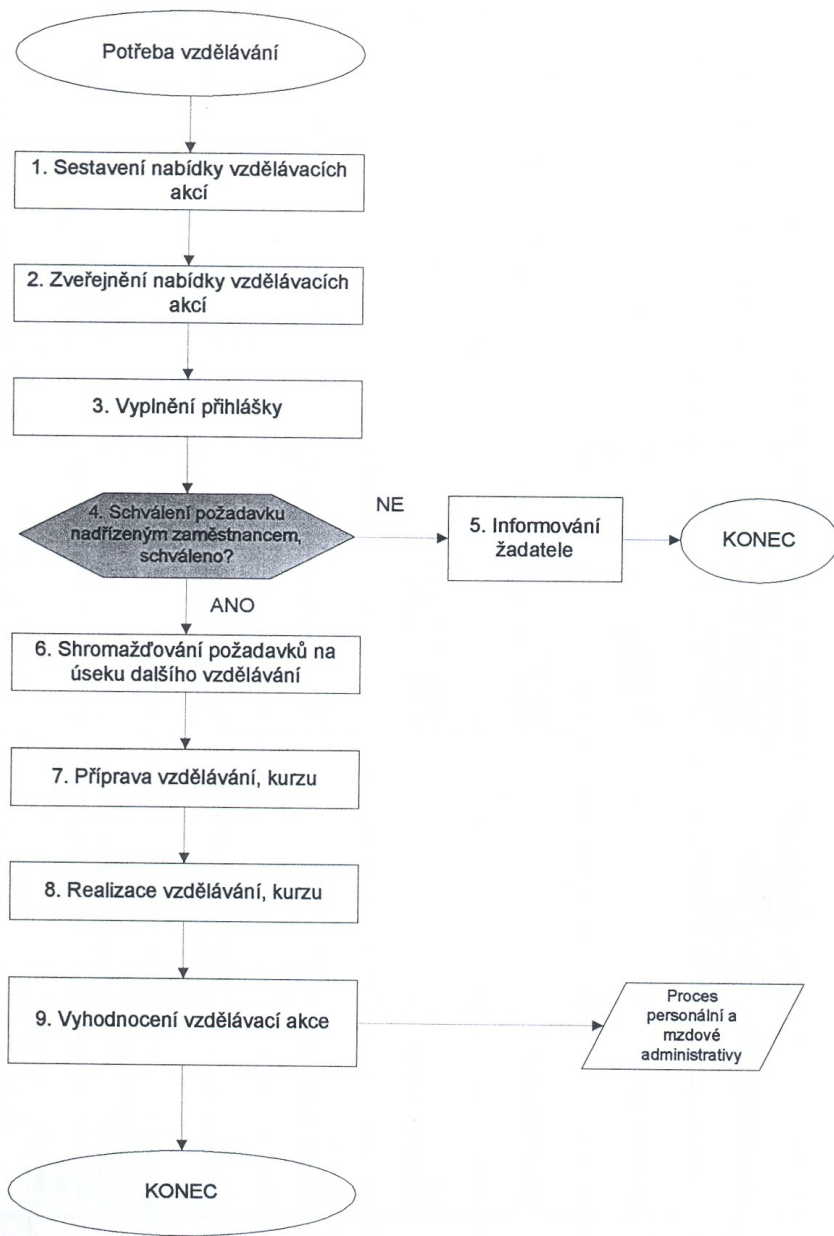 Potřeba vzdělávání
1. Sestavení nabídky vzdělávacích
akcí
2. Zveřejnění nabídky vzdělávacích
akcí
3. Vyplnění přihlášky
4. Schválení požadavku
nadřízeným zaměstnancem,
schváleno?
NE
5. Informování
žadatele
KONEC
ANO
6. Shromažďování požadavků na
úseku dalšího vzdělávání
7. Příprava vzdělávání, kurzu
8. Realizace vzdělávání, kurzu
9. Vyhodnocení vzdělávací akce
Proces
personální a
mzdové
administrativy
KONEC